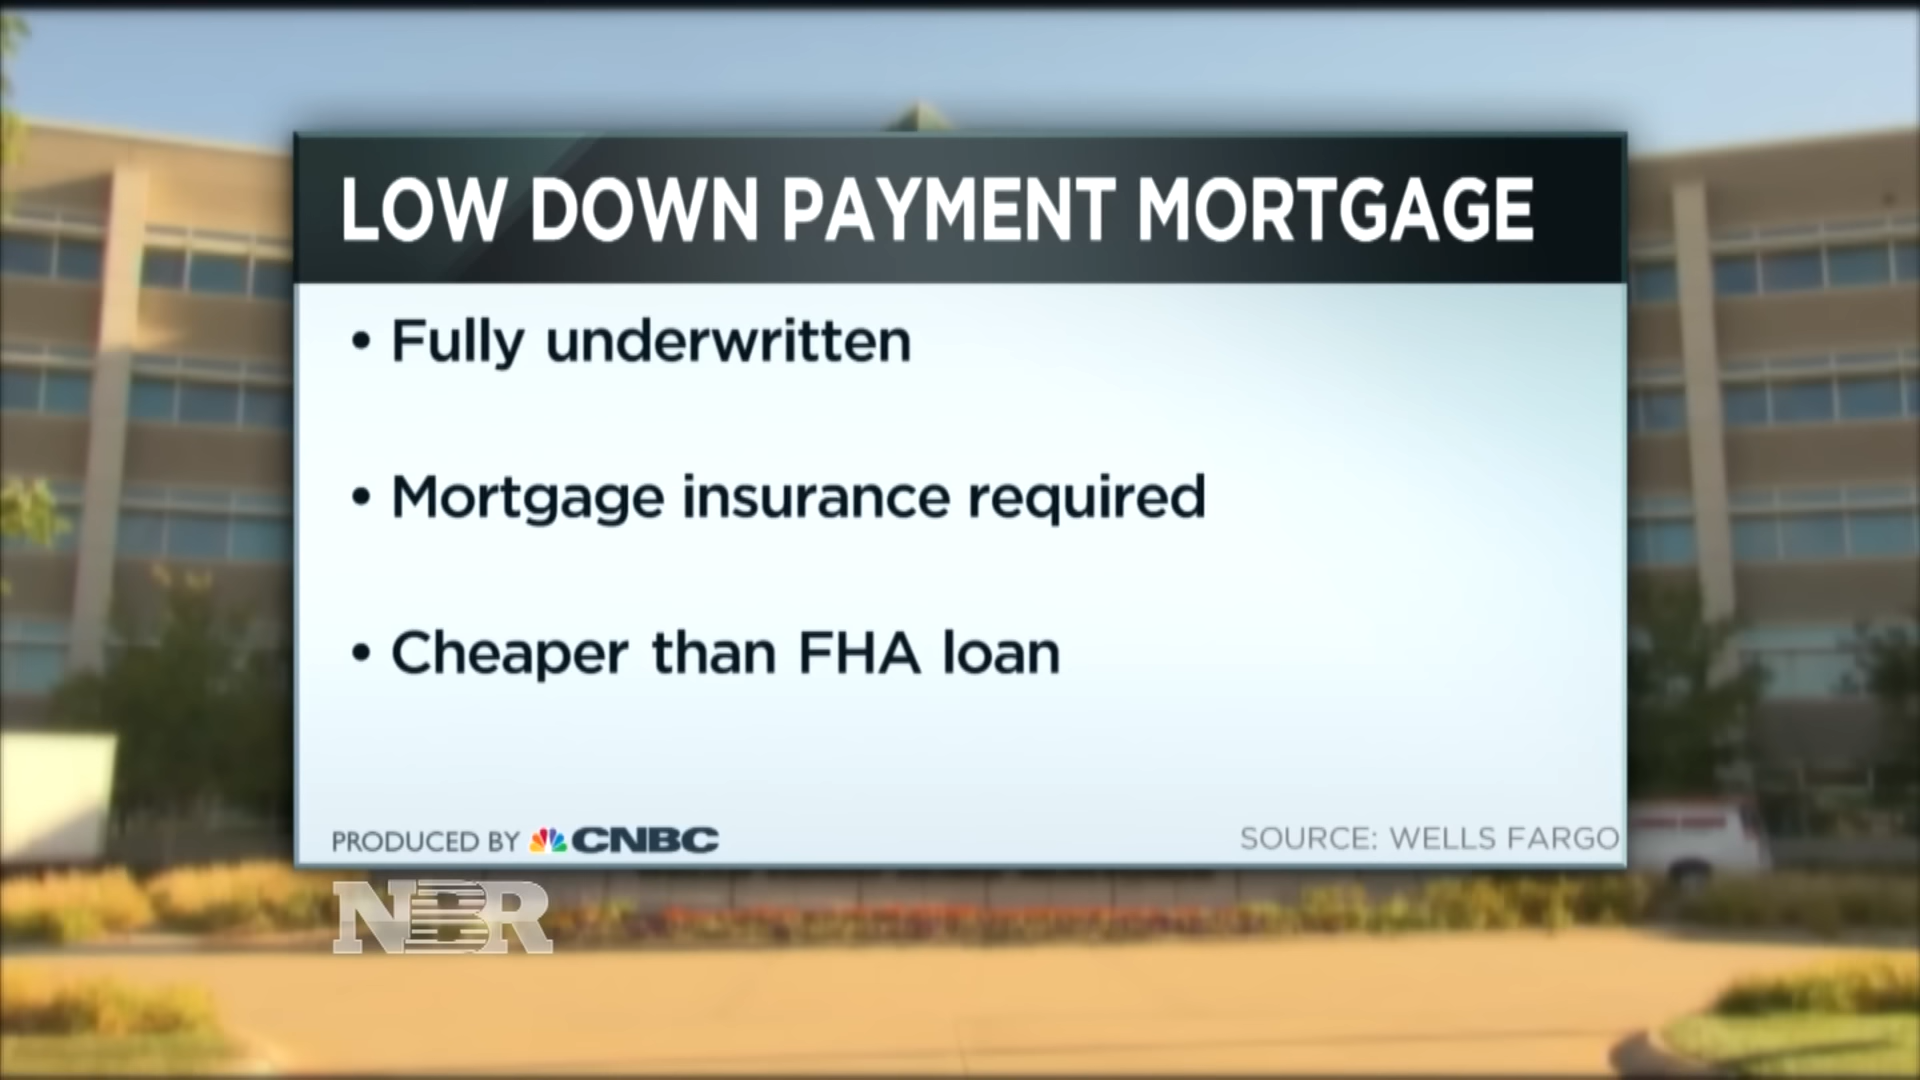 LOW DOWN PAYMENT MORTGAGE
• Fully underwritten
• Mortgage insurance required
• Cheaper than FHA loan
PRODUCED BY CNBC
SOURCE: WELLS FARGO
NBR